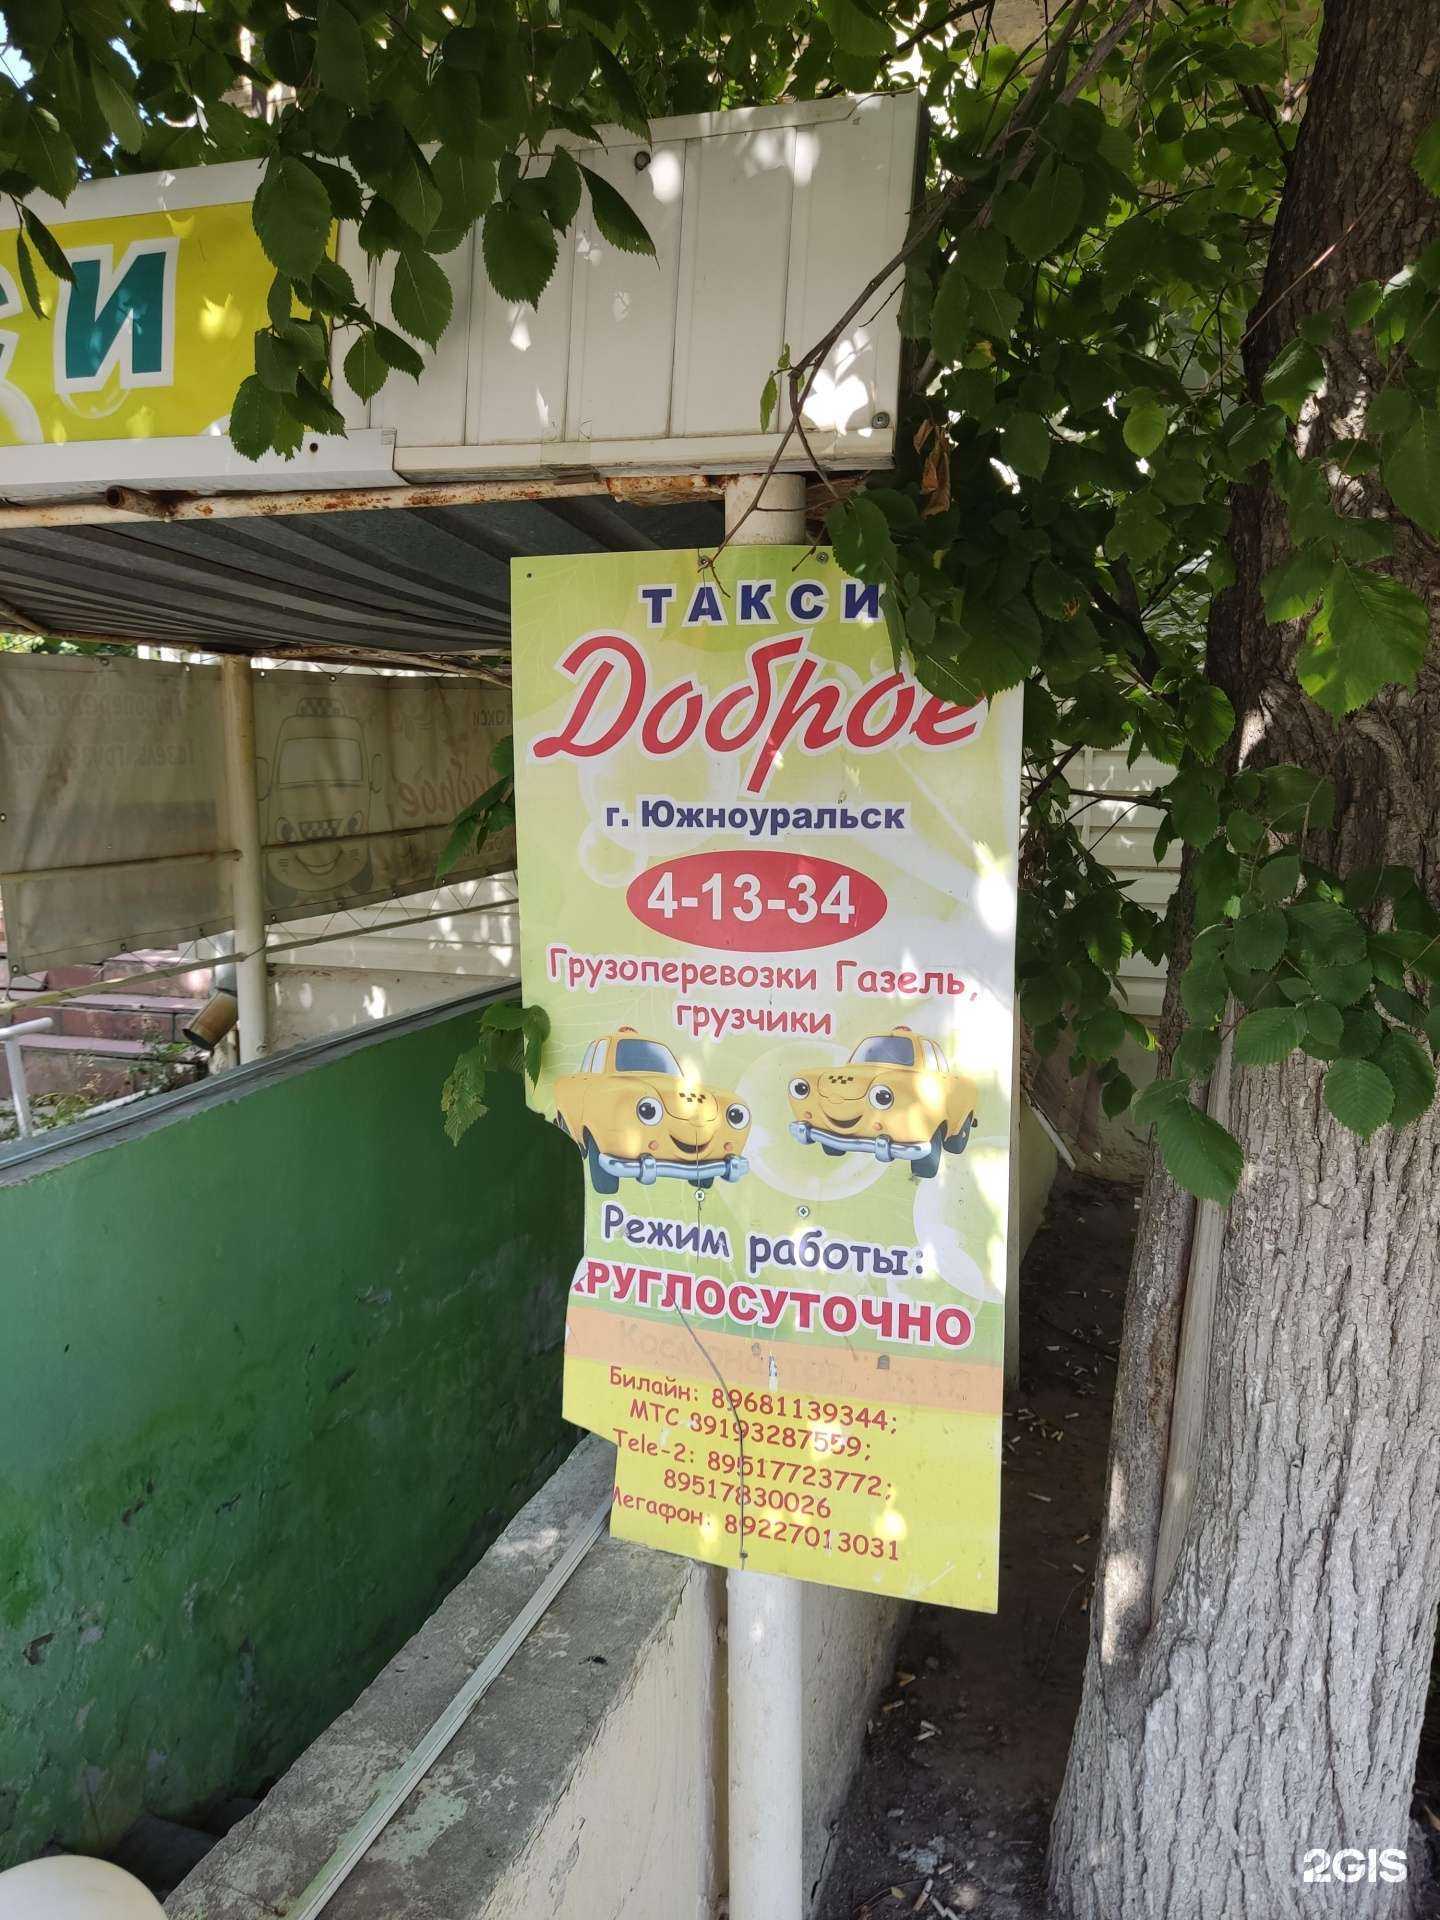 СИ
ТАКСИ
Доброе
г. Южноуральск
4-13-34
Грузоперевозки Газель,
грузчики
Режим работы:
КРУГЛОСУТОЧНО
Билайн: 89681139344;
МТС 89193287559;
Tele-2: 89517723772;
89517830026
Мегафон: 89227013031
2GIS